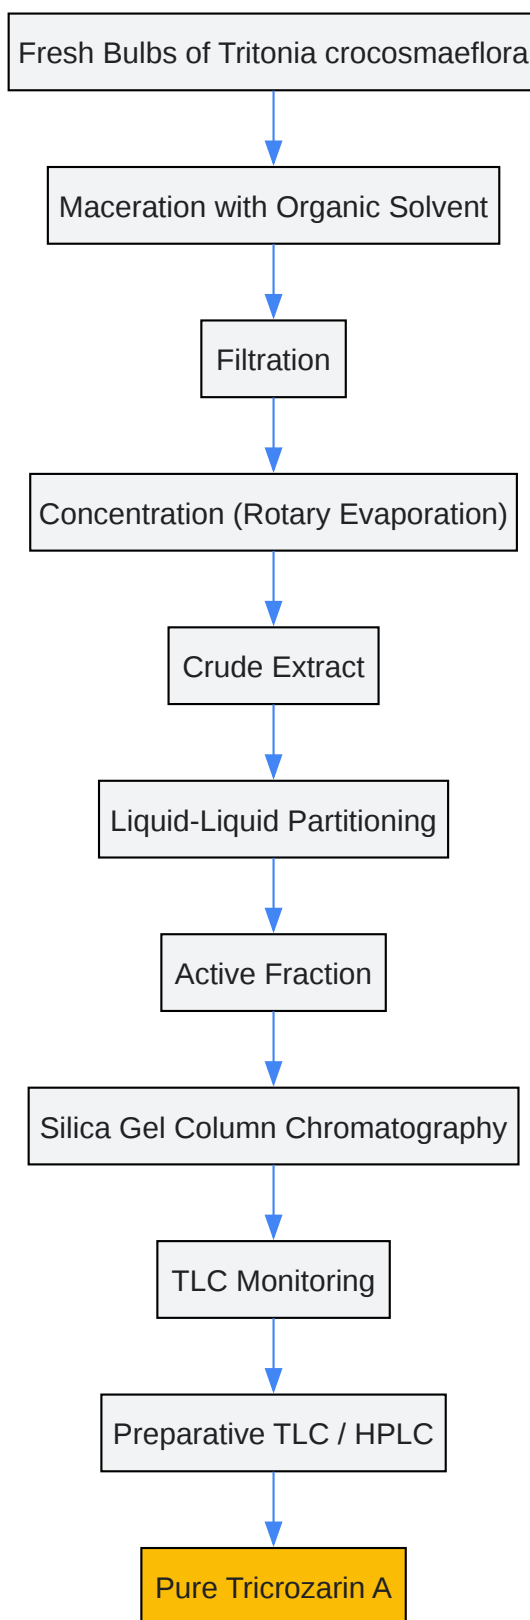 Fresh Bulbs of Tritonia crocosmaeflora
Maceration with Organic Solvent
Filtration
Concentration (Rotary Evaporation)
Crude Extract
Liquid-Liquid Partitioning
Active Fraction
Silica Gel Column Chromatography
TLC Monitoring
Preparative TLC / HPLC
Pure Tricrozarin A